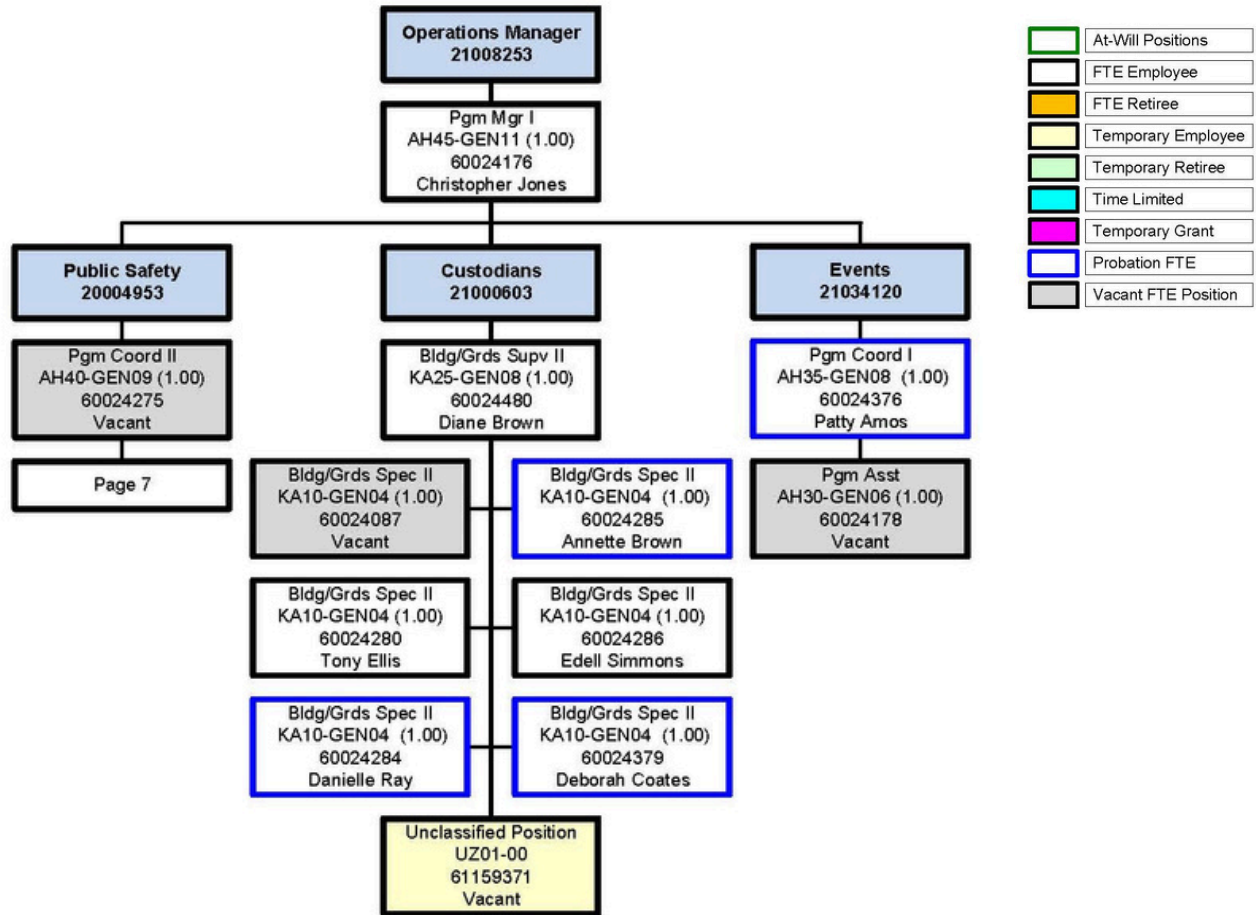 Operations Manager
21008253
Pgm Mgr I
AH45-GEN11 (1.00)
60024176
Christopher Jones
Public Safety
20004953
Pgm Coord II
AH40-GEN09 (1.00)
60024275
Vacant
Page 7
Custodians
21000603
Bldg/Grds Supv II
KA25-GEN08 (1.00)
60024480
Diane Brown
Bldg/Grds Spec II
KA10-GEN04 (1.00)
60024087
Vacant
Bldg/Grds Spec II
KA10-GEN04 (1.00)
60024285
Annette Brown
Bldg/Grds Spec II
KA10-GEN04 (1.00)
60024280
Tony Ellis
Bldg/Grds Spec II
KA10-GEN04 (1.00)
60024286
Edell Simmons
Bldg/Grds Spec II
KA10-GEN04 (1.00)
60024284
Danielle Ray
Bldg/Grds Spec II
KA10-GEN04 (1.00)
60024379
Deborah Coates
Unclassified Position
UZ01-00
61159371
Vacant
Events
21034120
Pgm Coord I
AH35-GEN08 (1.00)
60024376
Patty Amos
Pgm Asst
AH30-GEN06 (1.00)
60024178
Vacant
At-Will Positions
FTE Employee
FTE Retiree
Temporary Employee
Temporary Retiree
Time Limited
Temporary Grant
Probation FTE
Vacant FTE Position